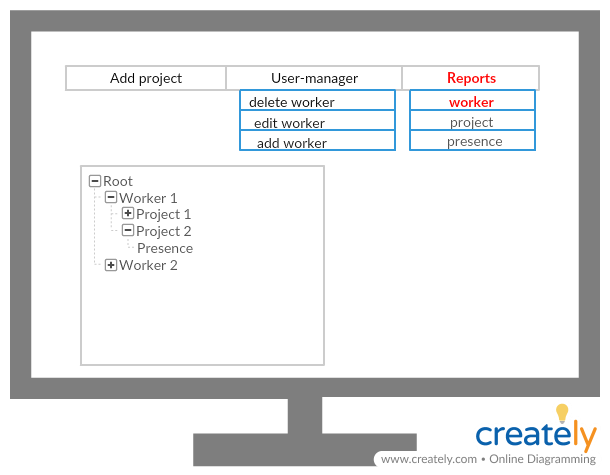 Add project User-manager Reports
delete worker worker
edit worker project
add worker presence
Root
Worker 1
Project 1
Project 2
Presence
Worker 2
creately
www.creately.com • Online Diagramming